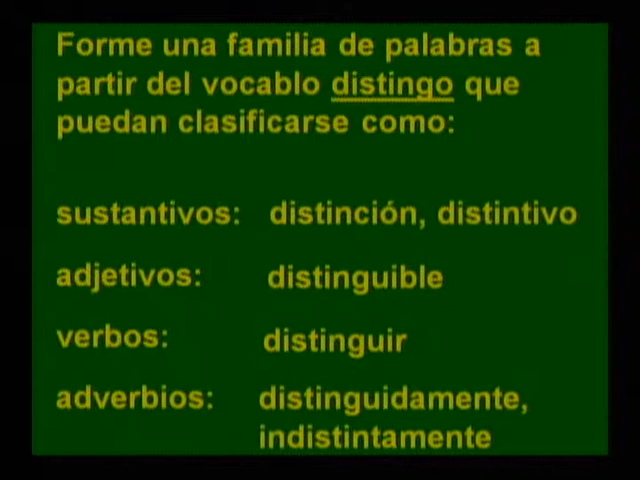 Forme una familia de palabras a
partir del vocablo distingo que
puedan clasificarse como:
sustantivos: distinción, distintivo
adjetivos: distinguible
verbos: distinguir
adverbios: distinguidamente,
indistintamente